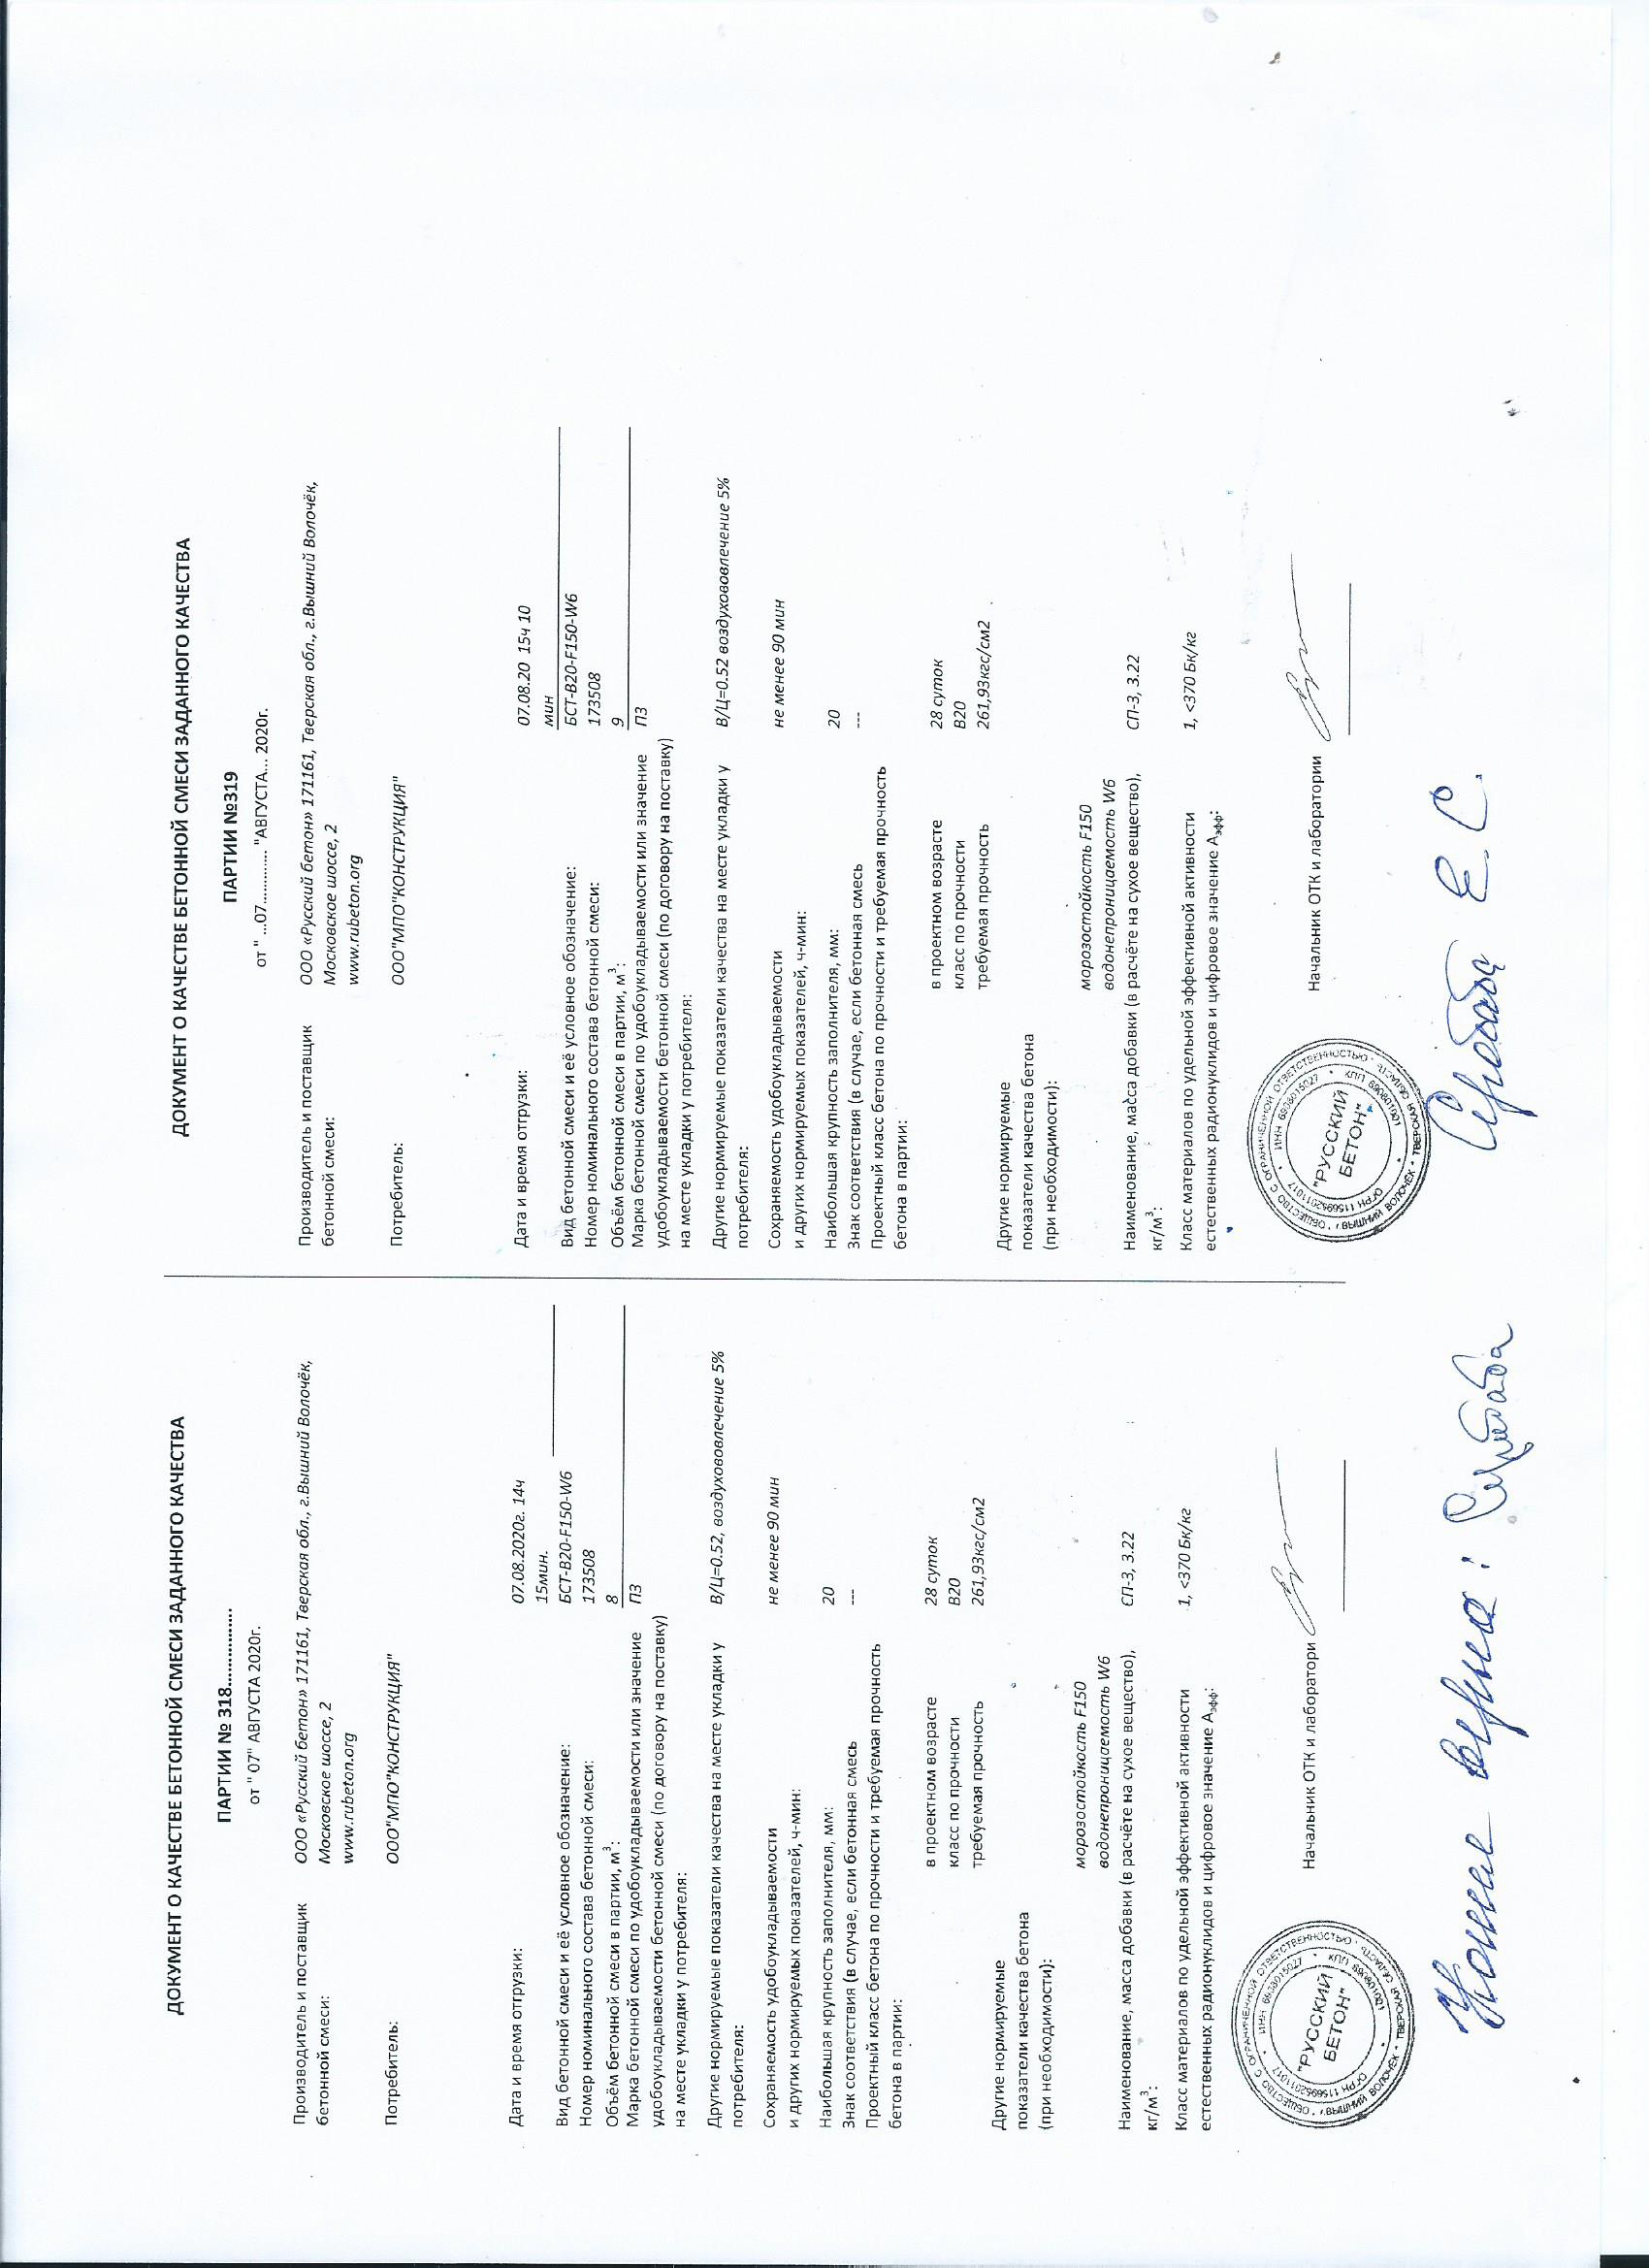 ДОКУМЕНТ О КАЧЕСТВЕ БЕТОННОЙ СМЕСИ ЗАДАННОГО КАЧЕСТВА
ПАРТИИ № 318................
от " 07" АВГУСТА 2020г.
Производитель и поставщик ООО «Русский бетон» 171161, Тверская обл., г.Вышний Волочёк,
бетонной смеси: Московское шоссе, 2
www.rubeton.org
Потребитель: ООО"МПО"КОНСТРУКЦИЯ"
Дата и время отгрузки: 07.08.2020г. 14ч
15мин.
Вид бетонной смеси и её условное обозначение: БСТ-В20-F150-W6
Номер номинального состава бетонной смеси: 173508
Объём бетонной смеси в партии, м³: 8
Марка бетонной смеси по удобоукладываемости или значение П3
удобоукладываемости бетонной смеси (по договору на поставку)
на месте укладки у потребителя:
Другие нормируемые показатели качества на месте укладки у В/Ц=0.52, воздухововлечение 5%
потребителя:
Сохраняемость удобоукладываемости не менее 90 мин
и других нормируемых показателей, ч-мин:
Наибольшая крупность заполнителя, мм: 20
Знак соответствия (в случае, если бетонная смесь ---
Проектный класс бетона по прочности и требуемая прочность
бетона в партии:
в проектном возрасте 28 суток
класс по прочности В20
требуемая прочность 261,93кгс/см2
Другие нормируемые
показатели качества бетона
(при необходимости):
морозостойкость F150
водонепроницаемость W6
Наименование, масса добавки (в расчёте на сухое вещество), СП-3, 3.22
кг/м³:
Класс материалов по удельной эффективной активности 1, <370 Бк/кг
естественных радионуклидов и цифровое значение Аэфф:
ОБЩЕСТВО С ОГРАНИЧЕННОЙ ОТВЕТСТВЕННОСТЬЮ
ТВЕРСКАЯ ОБЛАСТЬ • г.ВЫШНИЙ ВОЛОЧЁК
ИНН 6908015027 • КПП 690801001 • ОГРН 1156952011017
"РУССКИЙ
БЕТОН"
Начальник ОТК и лаборатори
Копия верна: Сиротаба
ДОКУМЕНТ О КАЧЕСТВЕ БЕТОННОЙ СМЕСИ ЗАДАННОГО КАЧЕСТВА
ПАРТИИ №319
от " ...07............. "АВГУСТА... 2020г.
Производитель и поставщик ООО «Русский бетон» 171161, Тверская обл., г.Вышний Волочёк,
бетонной смеси: Московское шоссе, 2
www.rubeton.org
Потребитель: ООО"МПО"КОНСТРУКЦИЯ"
Дата и время отгрузки: 07.08.20 15ч 10
мин
Вид бетонной смеси и её условное обозначение: БСТ-В20-F150-W6
Номер номинального состава бетонной смеси: 173508
Объём бетонной смеси в партии, м³: 9
Марка бетонной смеси по удобоукладываемости или значение П3
удобоукладываемости бетонной смеси (по договору на поставку)
на месте укладки у потребителя:
Другие нормируемые показатели качества на месте укладки у В/Ц=0.52 воздухововлечение 5%
потребителя:
Сохраняемость удобоукладываемости не менее 90 мин
и других нормируемых показателей, ч-мин:
Наибольшая крупность заполнителя, мм: 20
Знак соответствия (в случае, если бетонная смесь ---
Проектный класс бетона по прочности и требуемая прочность
бетона в партии:
в проектном возрасте 28 суток
класс по прочности В20
требуемая прочность 261,93кгс/см2
Другие нормируемые
показатели качества бетона
(при необходимости):
морозостойкость F150
водонепроницаемость W6
Наименование, масса добавки (в расчёте на сухое вещество), СП-3, 3.22
кг/м³:
Класс материалов по удельной эффективной активности 1, <370 Бк/кг
естественных радионуклидов и цифровое значение Аэфф:
ОБЩЕСТВО С ОГРАНИЧЕННОЙ ОТВЕТСТВЕННОСТЬЮ
ТВЕРСКАЯ ОБЛАСТЬ • г.ВЫШНИЙ ВОЛОЧЁК
ИНН 6908015027 • КПП 690801001 • ОГРН 1156952011017
"РУССКИЙ
БЕТОН"
Начальник ОТК и лаборатории
Е.С.